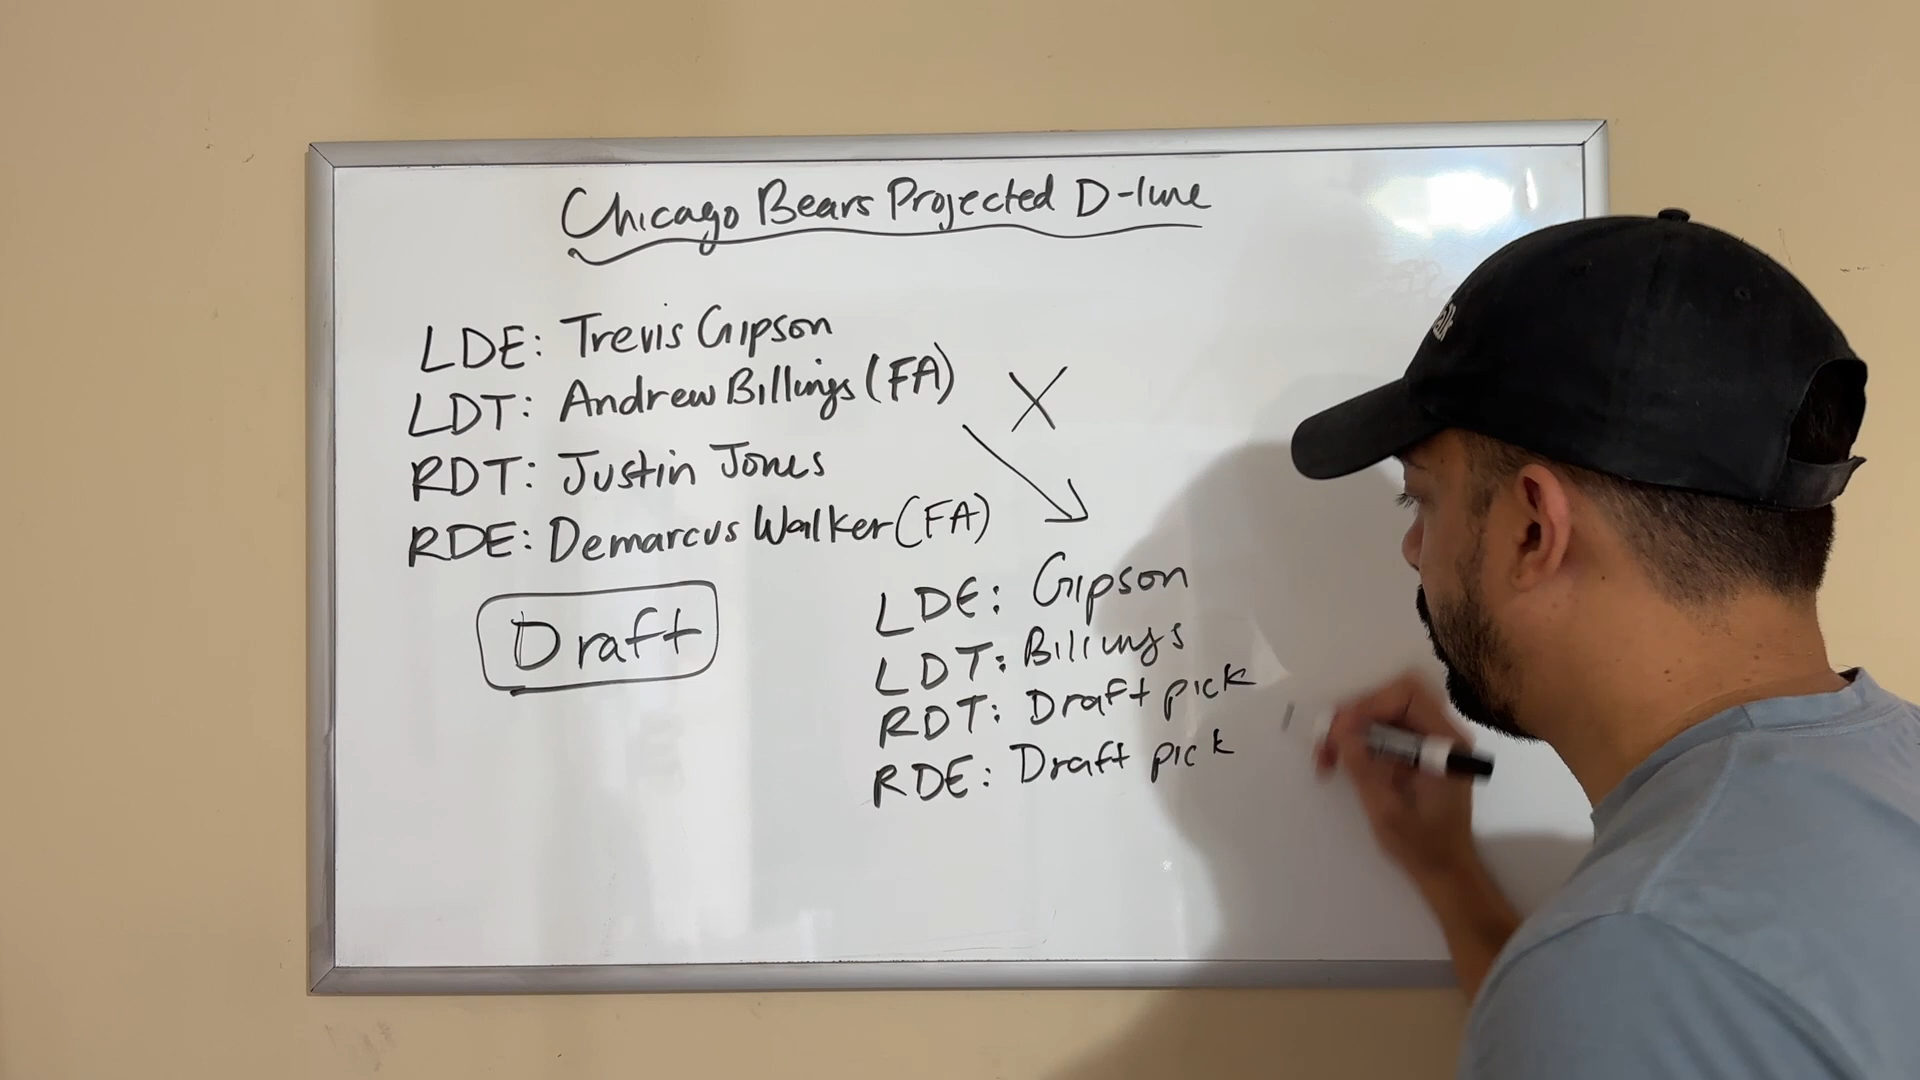 Chicago Bears Projected D-line
LDE: Trevis Gipson
LDT: Andrew Billings (FA)
X
RDT: Justin Jones
RDE: Demarcus Walker (FA)
Draft
LDE: Gipson
LDT: Billings
RDT: Draft pick
RDE: Draft pick